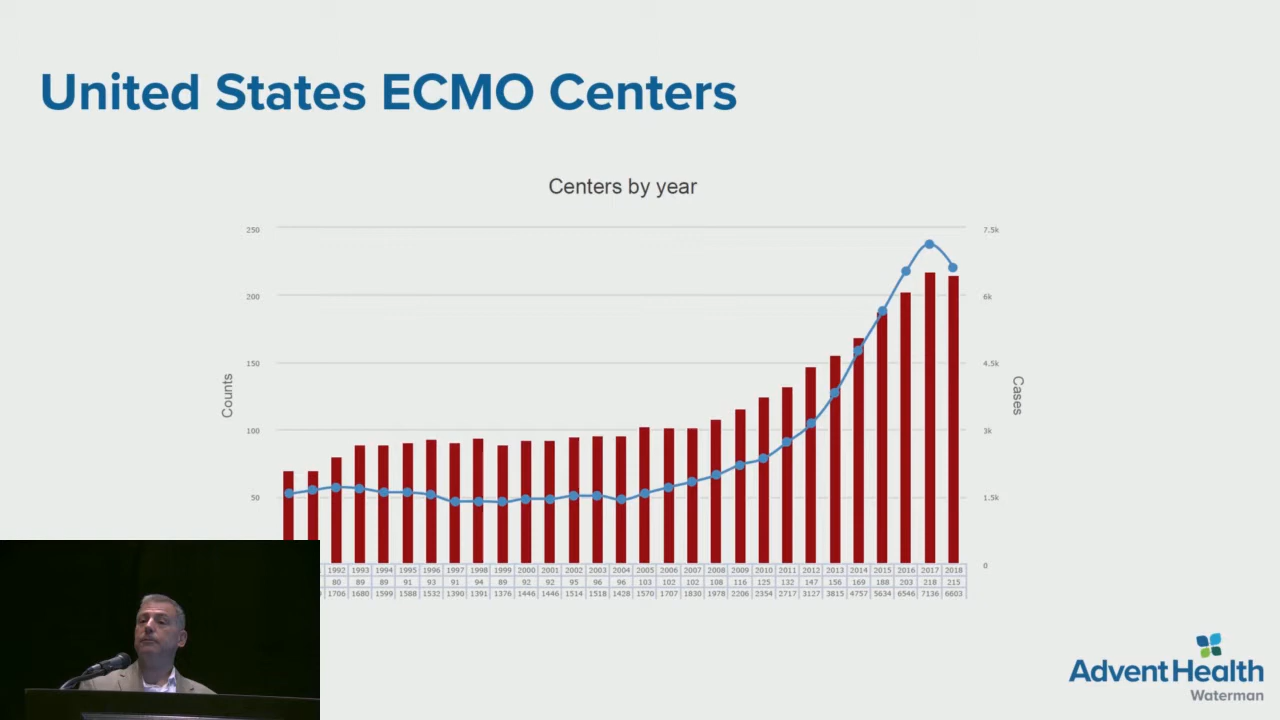 United States ECMO Centers
Centers by year
250
200
150
100
50
Counts
7.5k
6k
4.5k
3k
1.5k
0
Cases
1992 1993 1994 1995 1996 1997 1998 1999 2000 2001 2002 2003 2004 2005 2006 2007 2008 2009 2010 2011 2012 2013 2014 2015 2016 2017 2018
80 89 89 91 93 91 94 89 92 92 95 96 96 103 102 102 108 116 125 132 147 156 169 188 203 218 215
1706 1680 1599 1588 1532 1390 1391 1376 1446 1446 1514 1518 1428 1570 1707 1830 1978 2206 2354 2717 3127 3815 4757 5634 6546 7136 6603
AdventHealth
Waterman